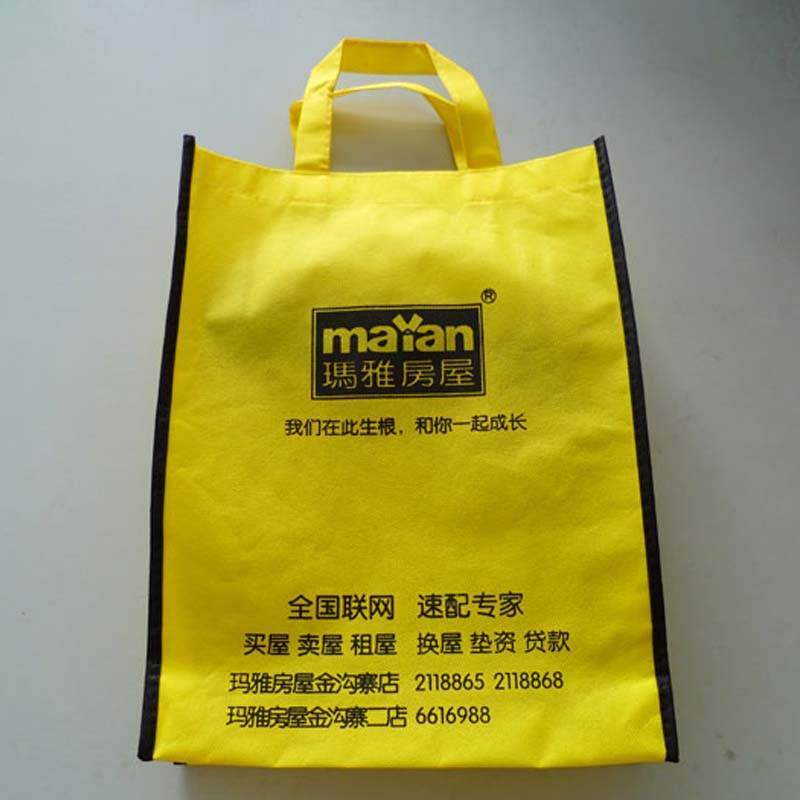 mayan®
瑪雅房屋
我们在此生根，和你一起成长
全国联网 速配专家
买屋 卖屋 租屋 换屋 垫资 贷款
玛雅房屋金沟寨店 2118865 2118868
玛雅房屋金沟寨二店 6616988